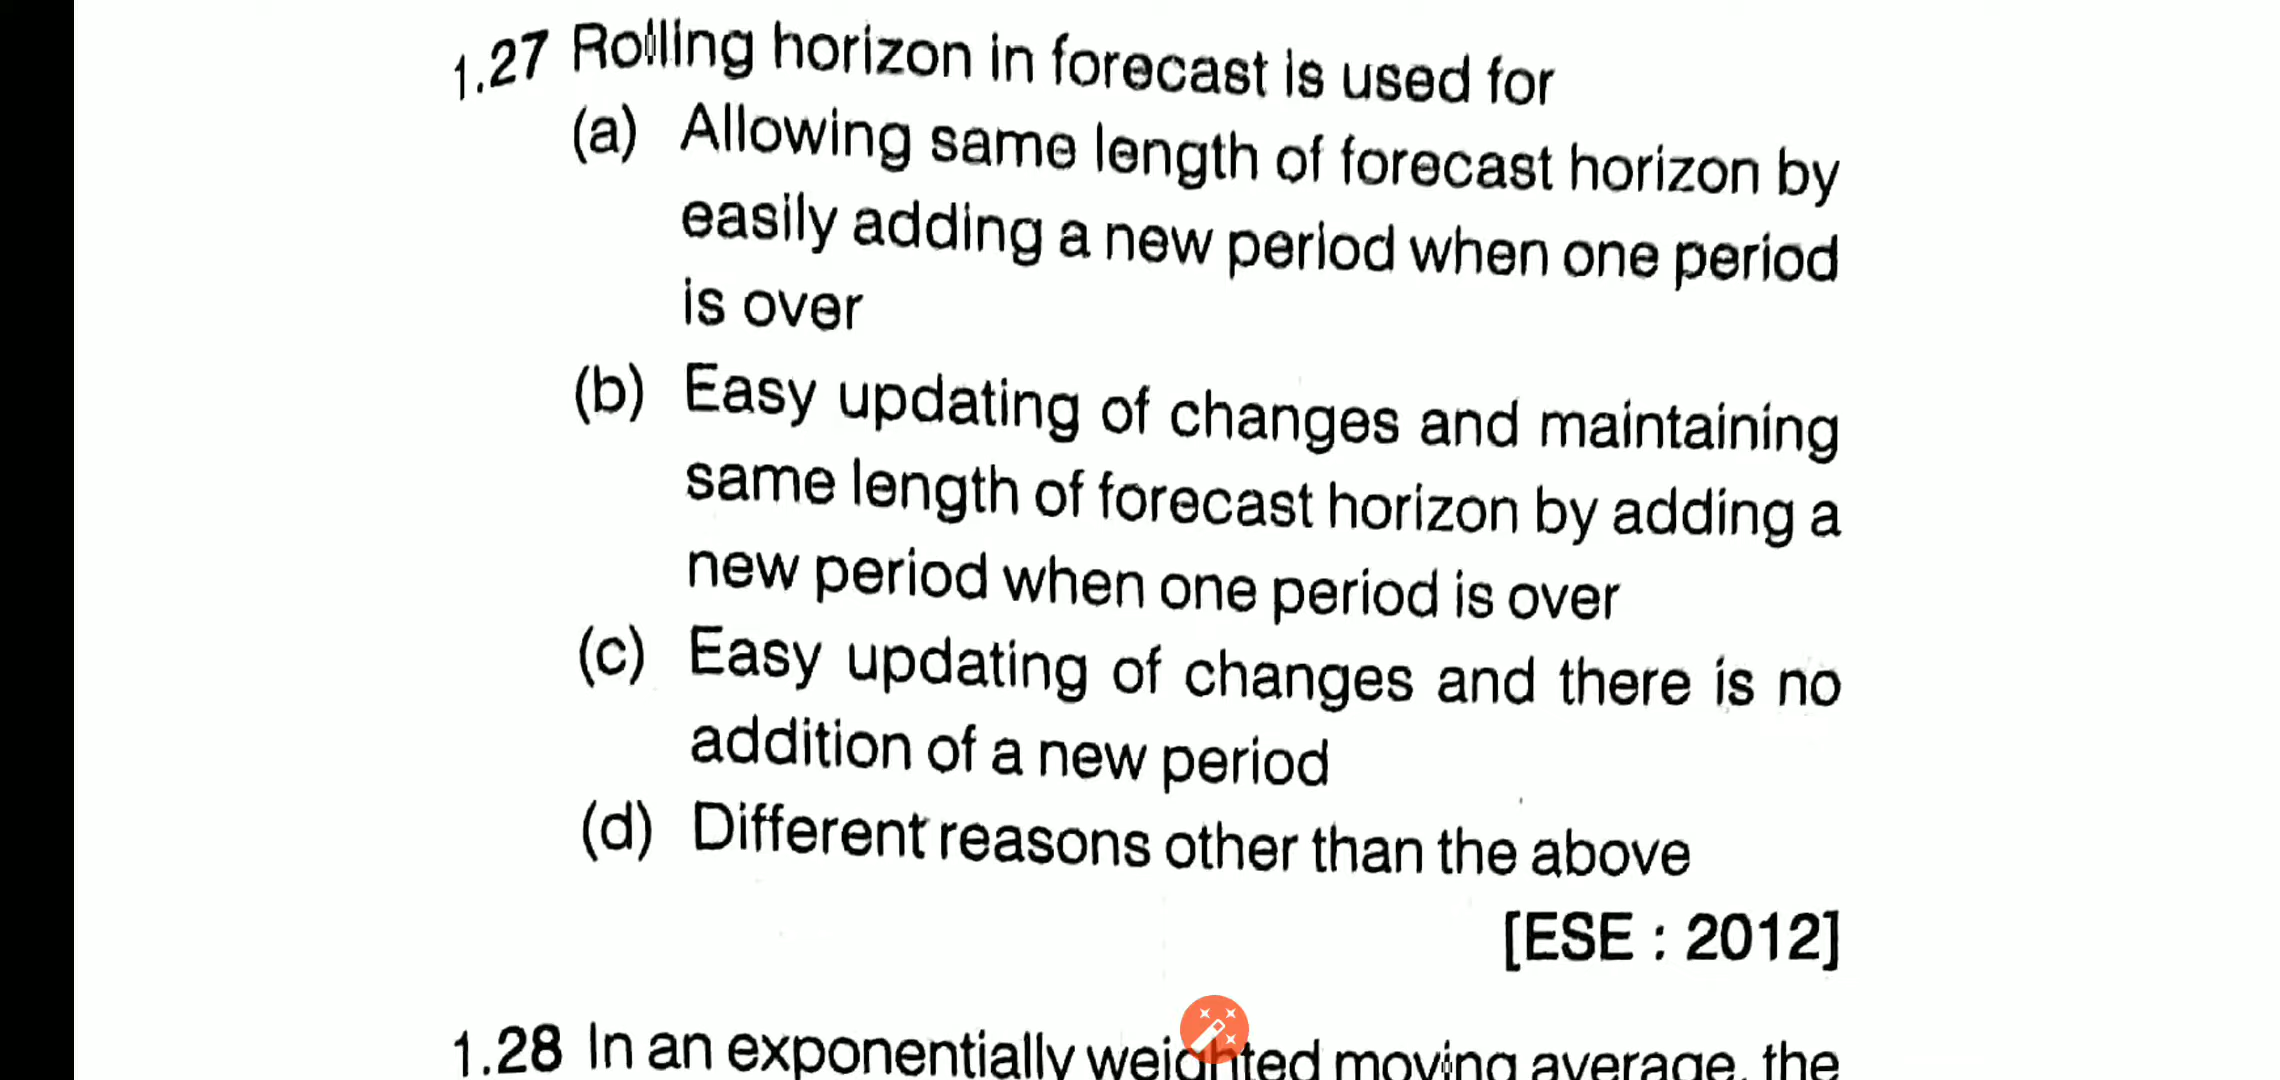 1.27 Rolling horizon in forecast is used for
(a) Allowing same length of forecast horizon by
easily adding a new period when one period
is over
(b) Easy updating of changes and maintaining
same length of forecast horizon by adding a
new period when one period is over
(c) Easy updating of changes and there is no
addition of a new period
(d) Different reasons other than the above
[ESE : 2012]
1.28 In an exponentially weighted moving average, the